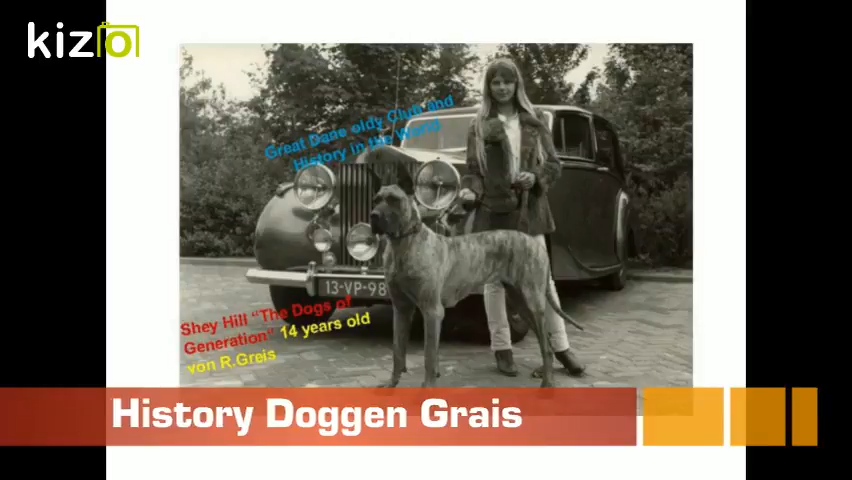 kizoo
Great Dane oldy Club and
History in the World
13-VP-98
Shey Hill "The Dogs of
Generation" 14 years old
von R.Greis
History Doggen Grais